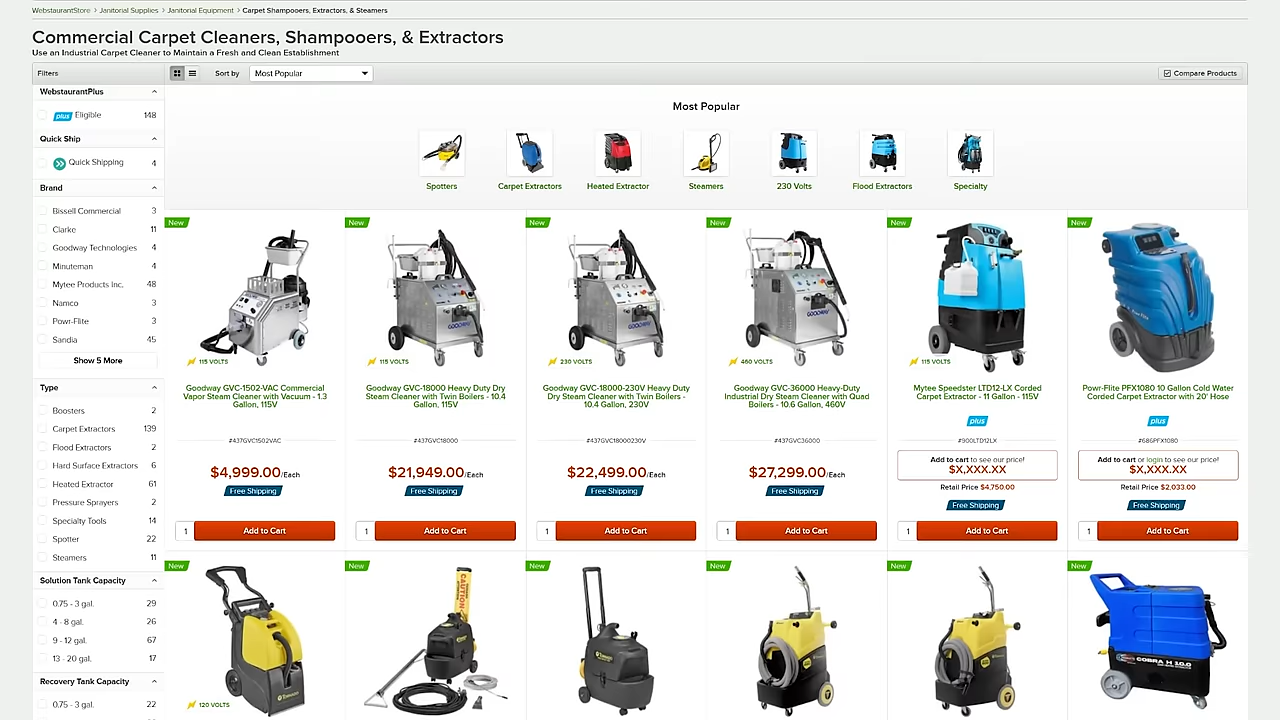 WebstaurantStore > Janitorial Supplies > Janitorial Equipment > Carpet Shampooers, Extractors, & Steamers
Commercial Carpet Cleaners, Shampooers, & Extractors
Use an Industrial Carpet Cleaner to Maintain a Fresh and Clean Establishment
Filters
Sort by
Most Popular
Compare Products
WebstaurantPlus
plus Eligible 148
Quick Ship
Quick Shipping 4
Brand
Bissell Commercial 3
Clarke 11
Goodway Technologies 4
Minuteman 4
Mytee Products Inc. 48
Namco 3
Powr-Flite 3
Sandia 45
Show 5 More
Type
Boosters 2
Carpet Extractors 139
Flood Extractors 2
Hard Surface Extractors 6
Heated Extractor 61
Pressure Sprayers 2
Specialty Tools 14
Spotter 22
Steamers 11
Solution Tank Capacity
0.75 - 3 gal. 29
4 - 8 gal. 26
9 - 12 gal. 67
13 - 20 gal. 17
Recovery Tank Capacity
0.75 - 3 gal. 22
Most Popular
Spotters
Carpet Extractors
Heated Extractor
Steamers
230 Volts
Flood Extractors
Specialty
New
GOODWAY
115 VOLTS
Goodway GVC-1502-VAC Commercial
Vapor Steam Cleaner with Vacuum - 1.3
Gallon, 115V
#437GVC1502VAC
$4,999.00/Each
Free Shipping
1
Add to Cart
New
GOODWAY
115 VOLTS
Goodway GVC-18000 Heavy Duty Dry
Steam Cleaner with Twin Boilers - 10.4
Gallon, 115V
#437GVC18000
$21,949.00/Each
Free Shipping
1
Add to Cart
New
GOODWAY
230 VOLTS
Goodway GVC-18000-230V Heavy Duty
Dry Steam Cleaner with Twin Boilers -
10.4 Gallon, 230V
#437GVC18000230V
$22,499.00/Each
Free Shipping
1
Add to Cart
New
GOODWAY
460 VOLTS
Goodway GVC-36000 Heavy-Duty
Industrial Dry Steam Cleaner with Quad
Boilers - 10.6 Gallon, 460V
#437GVC36000
$27,299.00/Each
Free Shipping
1
Add to Cart
New
115 VOLTS
Mytee Speedster LTD12-LX Corded
Carpet Extractor - 11 Gallon - 115V
plus
#900LTD12LX
Add to cart to see our price!
$X,XXX.XX
Retail Price $4,750.00
Free Shipping
1
Add to Cart
New
Powr-Flite
Powr-Flite PFX1080 10 Gallon Cold Water
Corded Carpet Extractor with 20' Hose
plus
#686PFX1080
Add to cart or login to see our price!
$X,XXX.XX
Retail Price $2,033.00
Free Shipping
1
Add to Cart
New
120 VOLTS
New
CAUTION
New
New
New
New
COBRA H 10.0